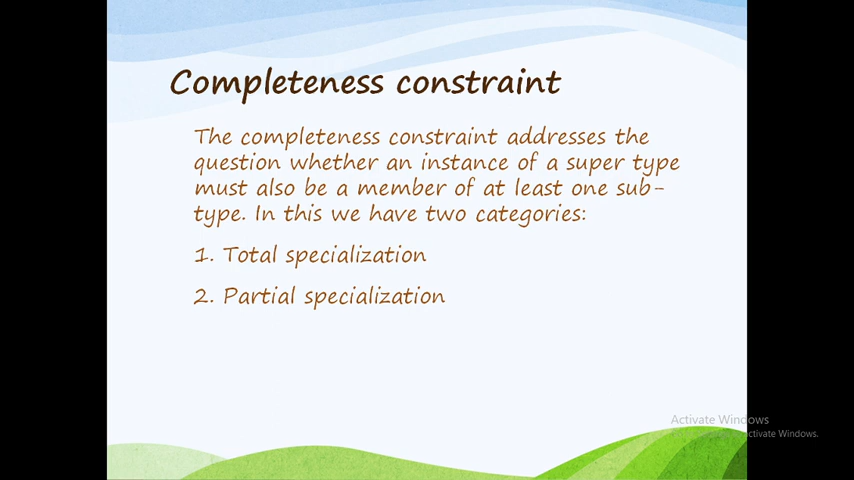 Completeness constraint
The completeness constraint addresses the
question whether an instance of a super type
must also be a member of at least one sub-
type. In this we have two categories:
1. Total specialization
2. Partial specialization
Activate Windows
activate Windows.